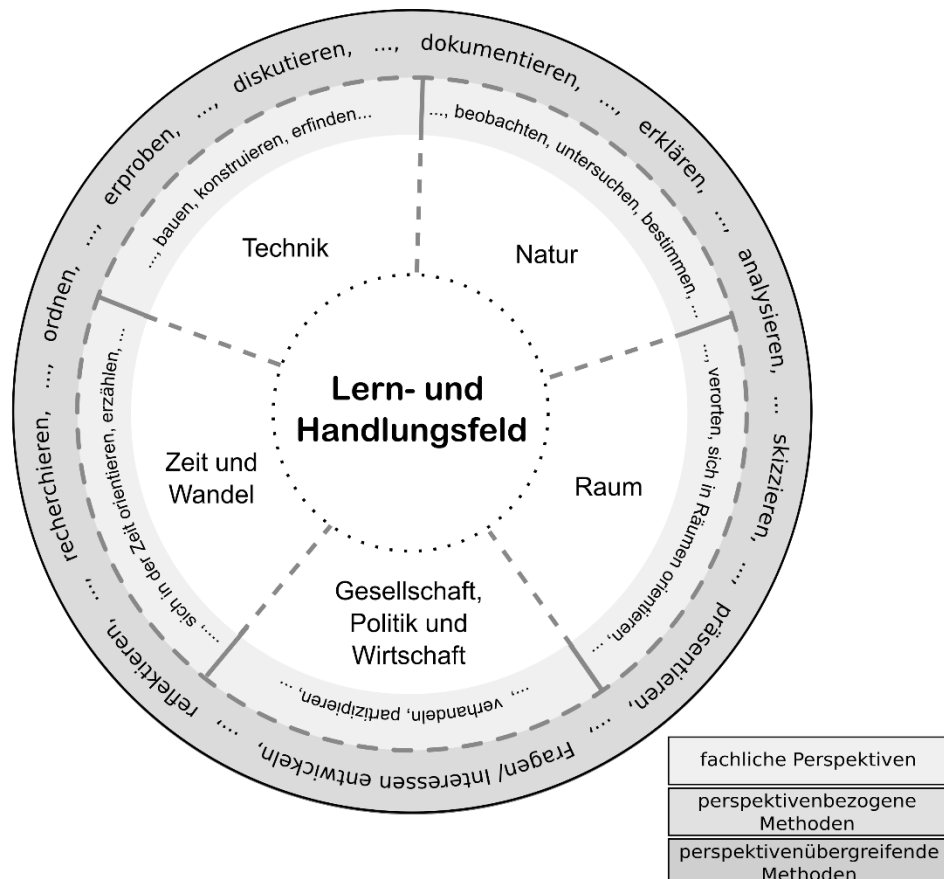 recherchieren, ..., ordnen, ..., erproben, ..., diskutieren, ..., dokumentieren, ..., erklären, ..., analysieren, ... skizzieren, ..., präsentieren, ..., Fragen/ Interessen entwickeln, ..., reflektieren, ...,
..., bauen, konstruieren, erfinden...
..., beobachten, untersuchen, bestimmen, ...
..., verorten, sich in Räumen orientieren, ...
..., verhandeln, partizipieren, ...
..., sich in der Zeit orientieren, erzählen, ...
Technik
Natur
Lern- und
Handlungsfeld
Zeit und
Wandel
Raum
Gesellschaft,
Politik und
Wirtschaft
fachliche Perspektiven
perspektivenbezogene
Methoden
perspektivenübergreifende
Methoden